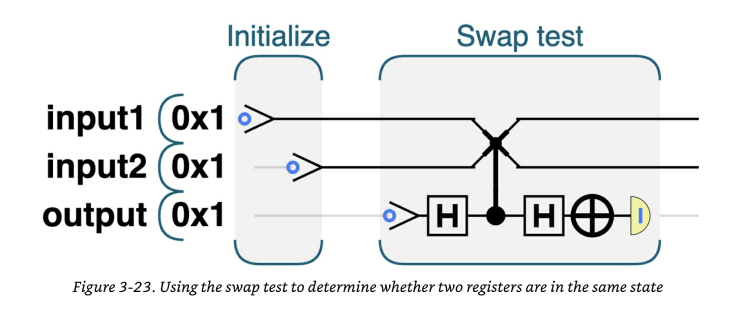 Initialize
Swap test
input1 0x1
input2 0x1
output 0x1
H H
Figure 3-23. Using the swap test to determine whether two registers are in the same state